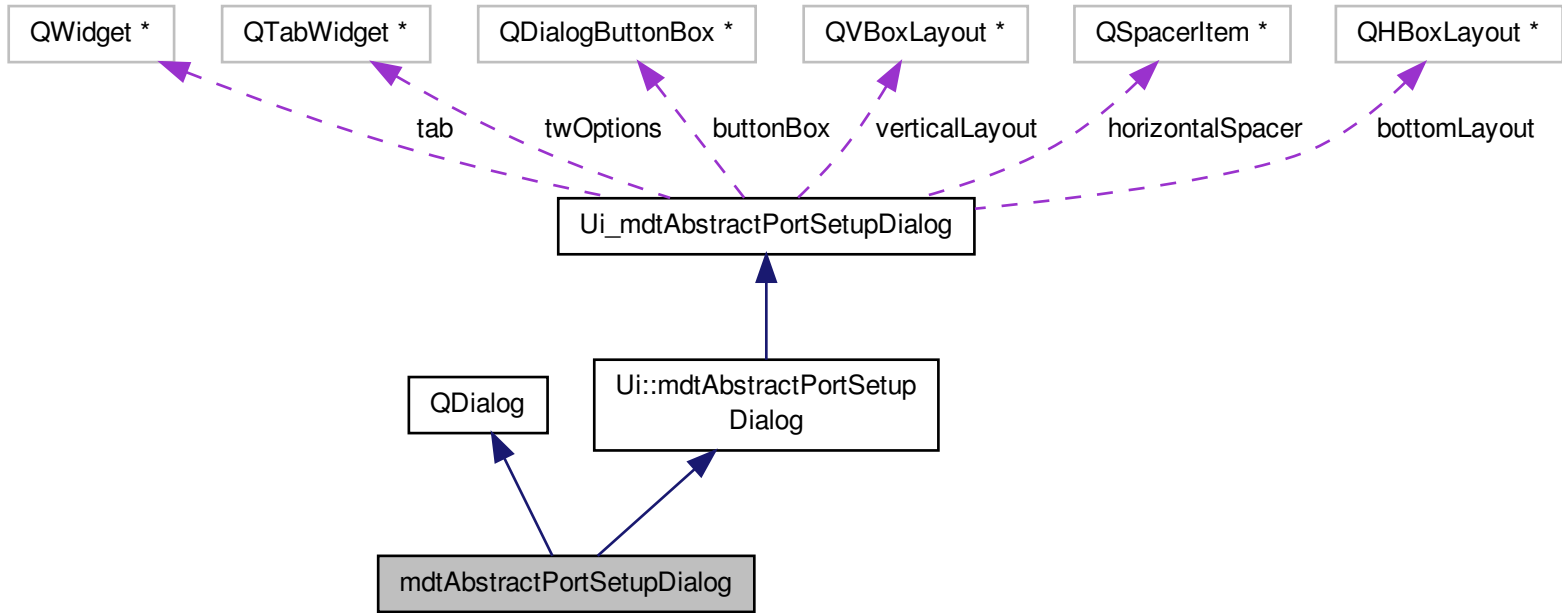 QWidget *
QTabWidget *
QDialogButtonBox *
QVBoxLayout *
QSpacerItem *
QHBoxLayout *
tab
twOptions
buttonBox
verticalLayout
horizontalSpacer
bottomLayout
Ui_mdtAbstractPortSetupDialog
QDialog
Ui::mdtAbstractPortSetup
Dialog
mdtAbstractPortSetupDialog